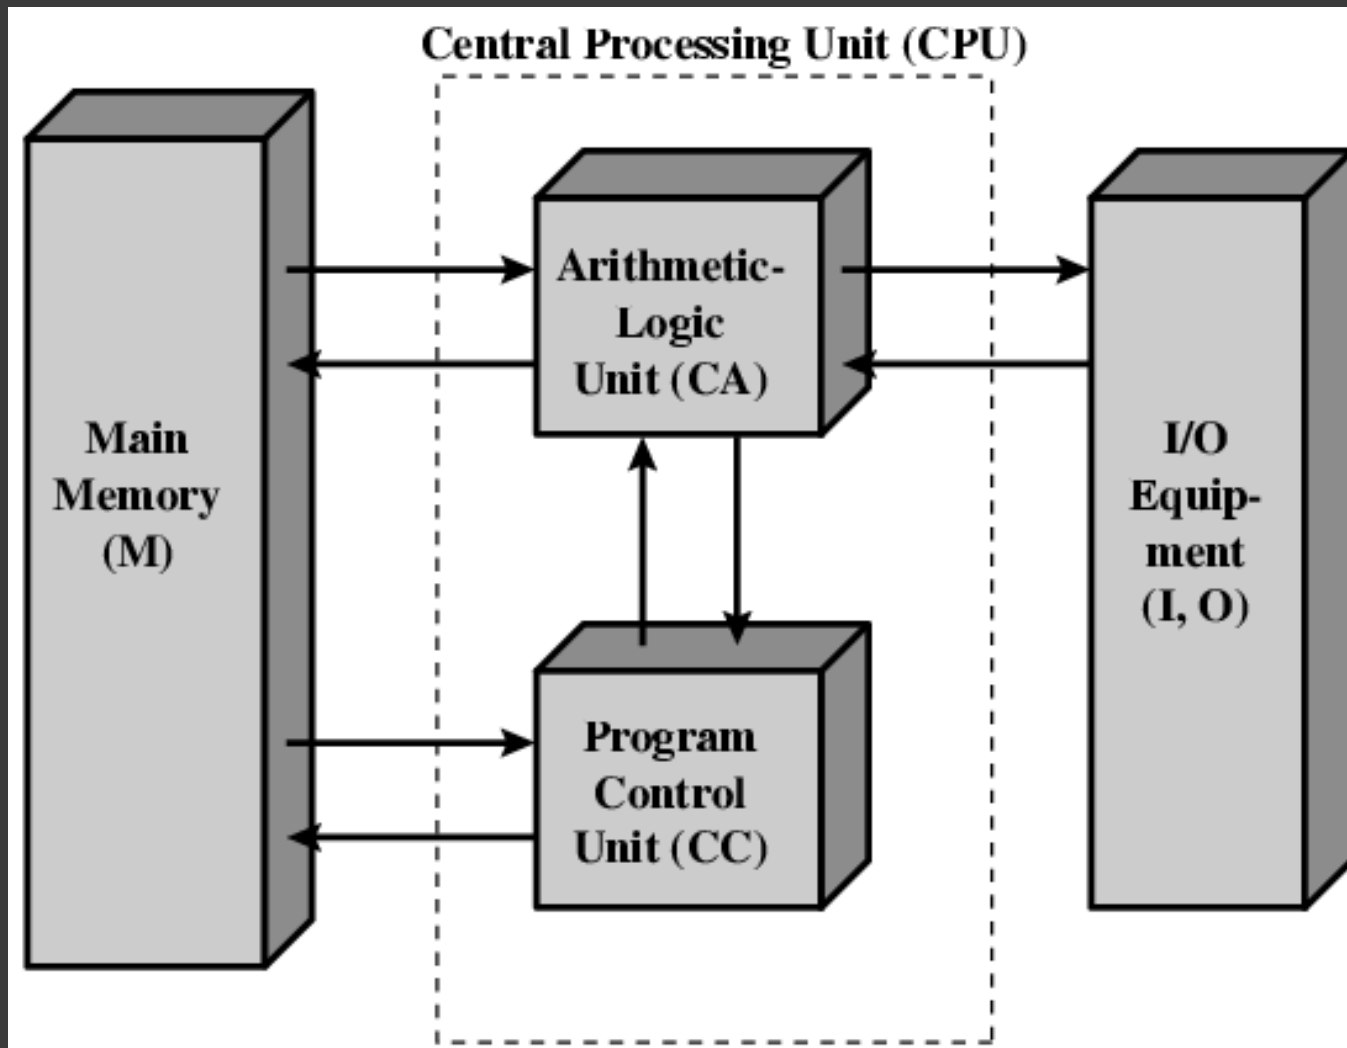 Central Processing Unit (CPU)
Arithmetic-
Logic
Unit (CA)
Main
Memory
(M)
I/O
Equip-
ment
(I, O)
Program
Control
Unit (CC)